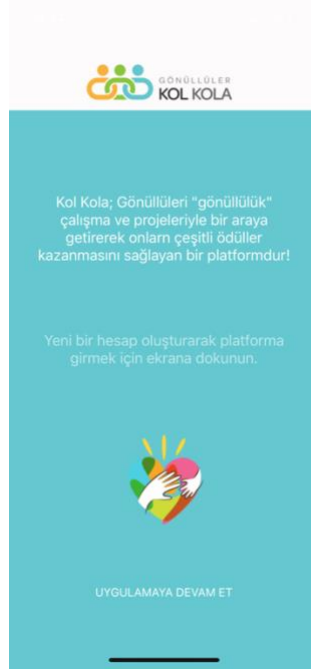 GÖNÜLLÜLER
KOL KOLA
Kol Kola; Gönüllüleri "gönüllülük"
çalışma ve projeleriyle bir araya
getirerek onlarn çeşitli ödüller
kazanmasını sağlayan bir platformdur!
Yeni bir hesap oluşturarak platforma
girmek için ekrana dokunun.
UYGULAMAYA DEVAM ET